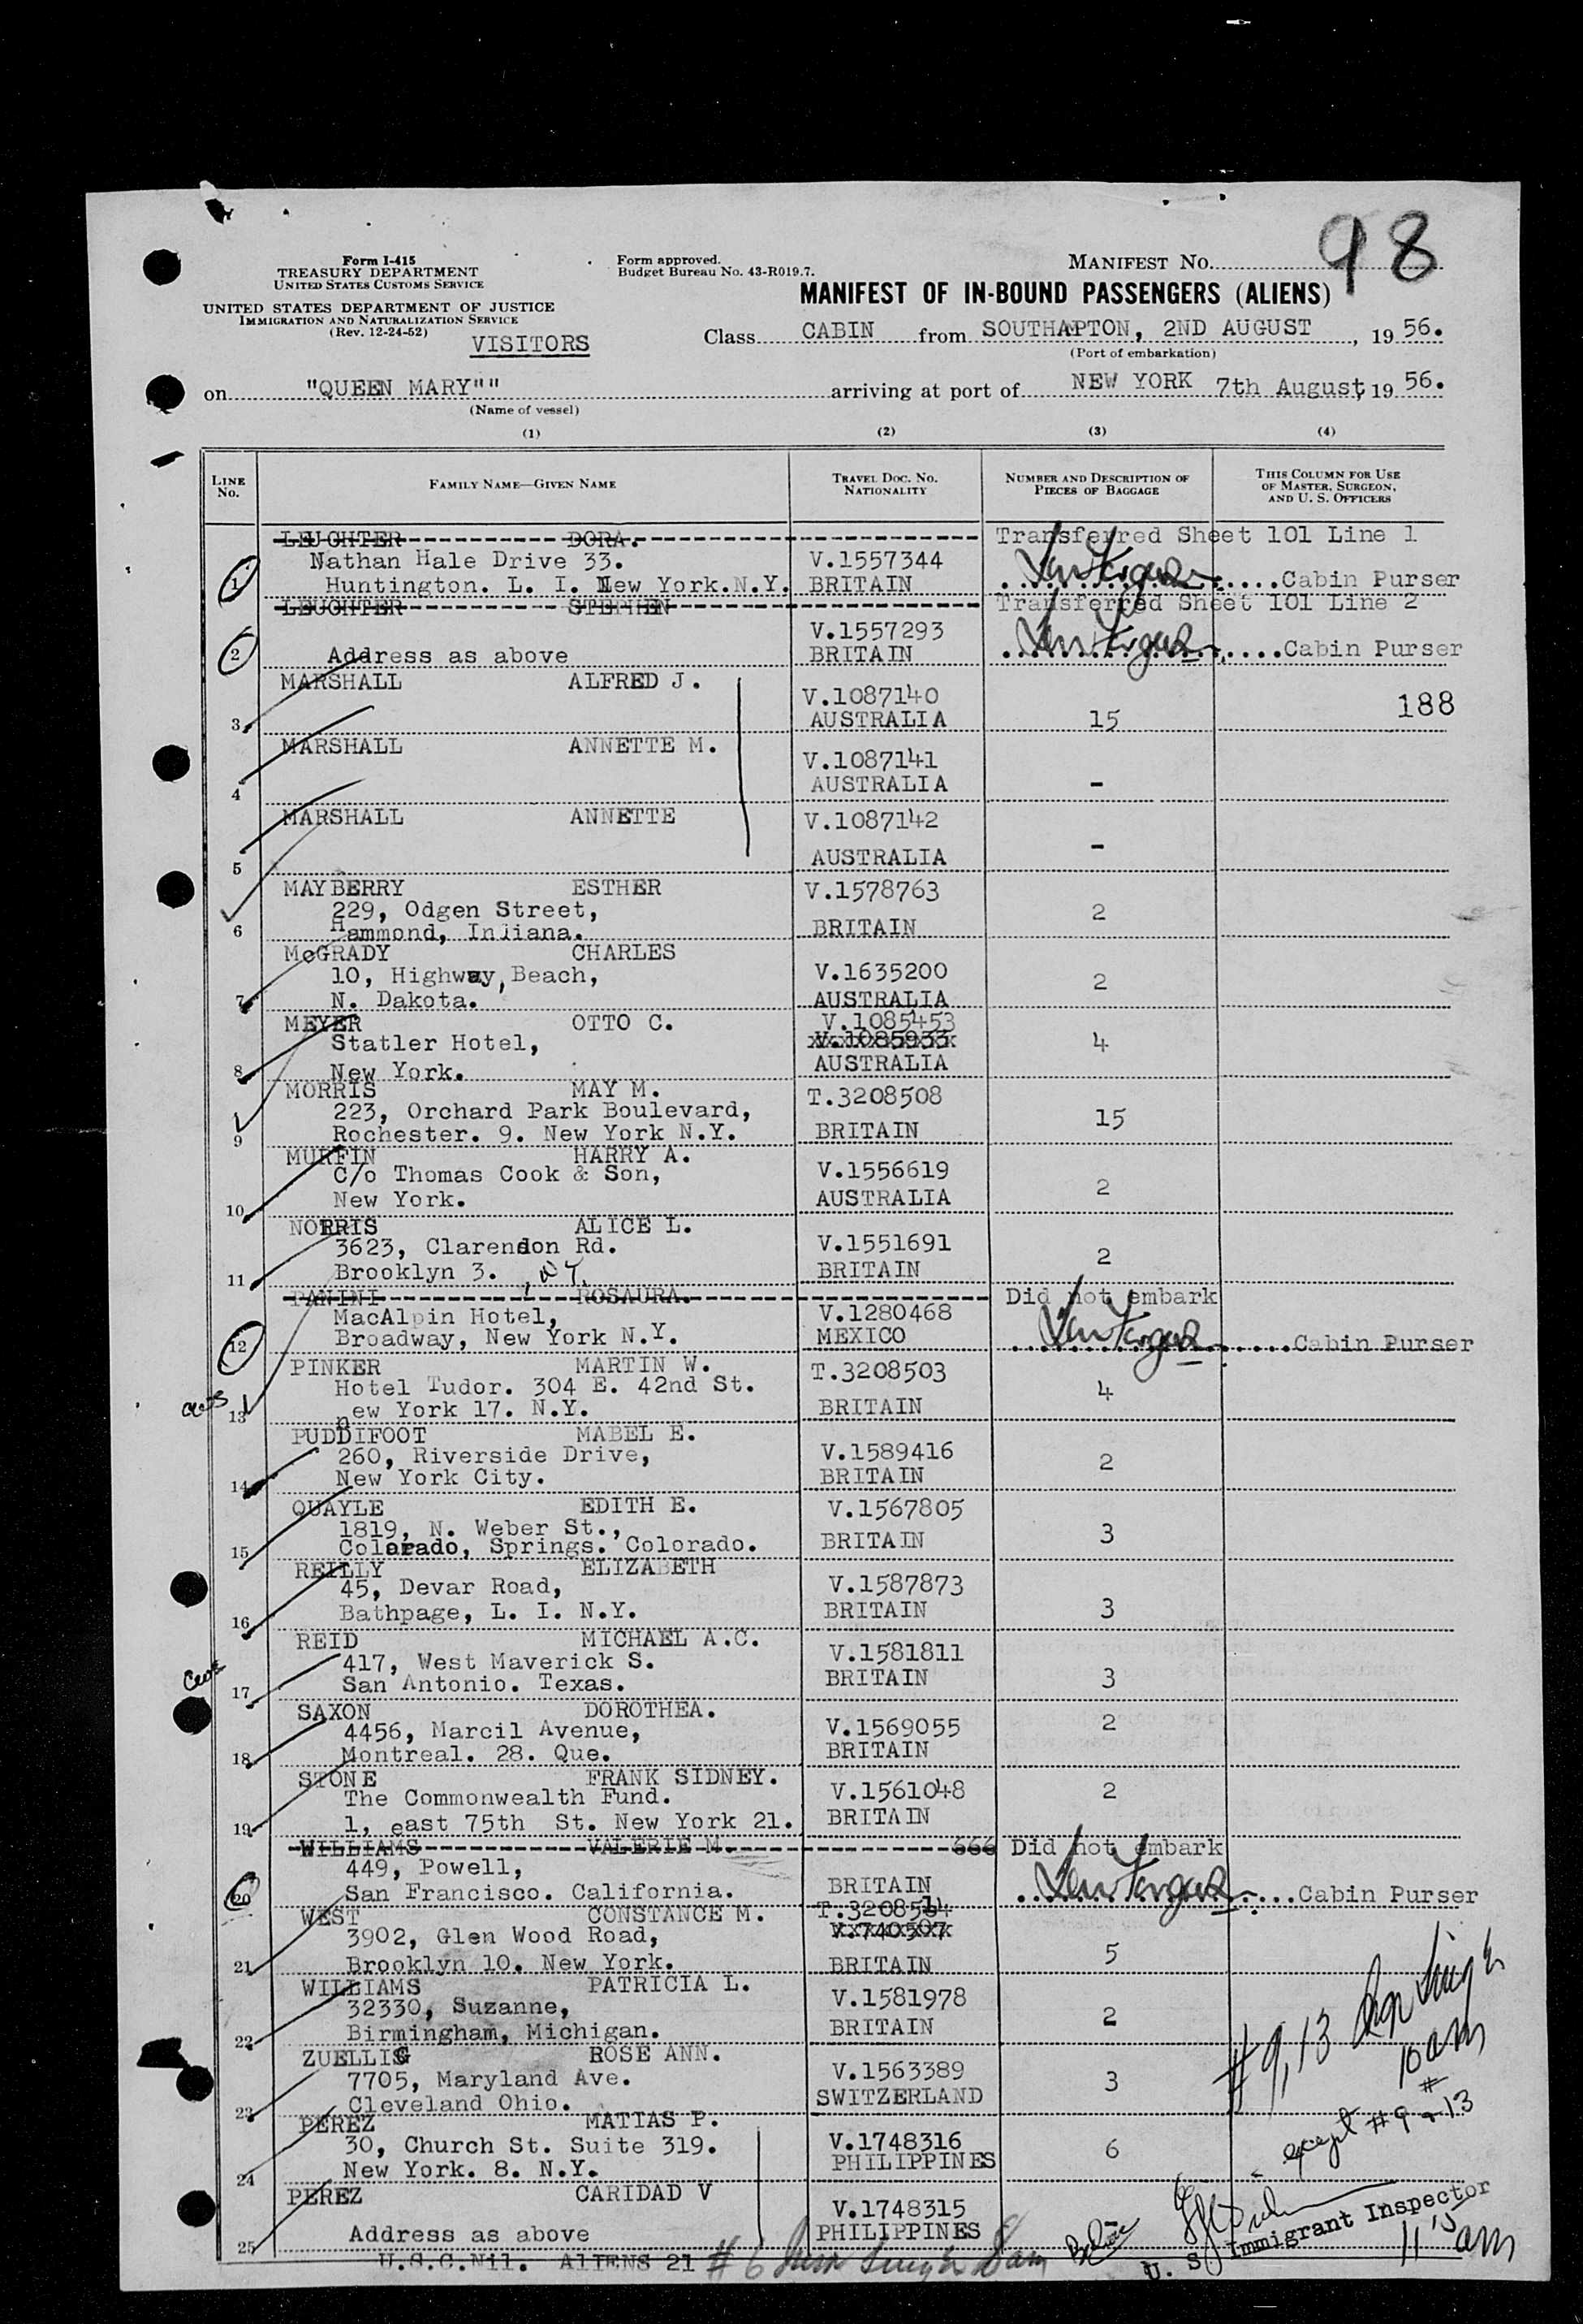 98
Form I-415
TREASURY DEPARTMENT
UNITED STATES CUSTOMS SERVICE
UNITED STATES DEPARTMENT OF JUSTICE
IMMIGRATION AND NATURALIZATION SERVICE
(Rev. 12-24-52)
VISITORS
Form approved.
Budget Bureau No. 43-R019.7.
MANIFEST NO.
MANIFEST OF IN-BOUND PASSENGERS (ALIENS)
Class CABIN from SOUTHAPTON, 2ND AUGUST, 19 56.
(Port of embarkation)
on "QUEEN MARY"" arriving at port of NEW YORK 7th August, 19 56.
(Name of vessel)
(1) (2) (3) (4)
LINE NO. FAMILY NAME—GIVEN NAME TRAVEL DOC. NO. NATIONALITY NUMBER AND DESCRIPTION OF PIECES OF BAGGAGE THIS COLUMN FOR USE OF MASTER, SURGEON, AND U. S. OFFICERS
LEUCHTER DORA. Transferred Sheet 101 Line 1
Nathan Hale Drive 33. V.1557344
1 Huntington. L. I. New York.N.Y. BRITAIN Cabin Purser
LEUCHTER STEPHEN Transferred Sheet 101 Line 2
V.1557293
2 Address as above BRITAIN Cabin Purser
MARSHALL ALFRED J. V.1087140 188
3 AUSTRALIA 15
MARSHALL ANNETTE M. V.1087141
4 AUSTRALIA -
MARSHALL ANNETTE V.1087142
5 AUSTRALIA -
MAYBERRY ESTHER V.1578763
229, Odgen Street, 2
6 Hammond, Indiana. BRITAIN
McGRADY CHARLES
10, Highway, Beach, V.1635200 2
7 N. Dakota. AUSTRALIA
MEYER OTTO C. V.1085453
Statler Hotel, V.1085933 4
8 New York. AUSTRALIA
MORRIS MAY M. T.3208508
223, Orchard Park Boulevard, 15
9 Rochester. 9. New York N.Y. BRITAIN
MURFIN HARRY A.
C/o Thomas Cook & Son, V.1556619 2
10 New York. AUSTRALIA
NORRIS ALICE L.
3623, Clarendon Rd. V.1551691 2
11 Brooklyn 3. , N Y. BRITAIN
PANINI ROSAURA. Did not embark
MacAlpin Hotel, V.1280468
12 Broadway, New York N.Y. MEXICO Cabin Purser
PINKER MARTIN W. T.3208503
Hotel Tudor. 304 E. 42nd St. 4
13 new York 17. N.Y. BRITAIN
PUDDIFOOT MABEL E.
260, Riverside Drive, V.1589416 2
14 New York City. BRITAIN
QUAYLE EDITH E. V.1567805
1819, N. Weber St., 3
15 Colorado, Springs. Colorado. BRITAIN
REILLY ELIZABETH
45, Devar Road, V.1587873
16 Bathpage, L. I. N.Y. BRITAIN 3
REID MICHAEL A.C.
417, West Maverick S. V.1581811
17 San Antonio. Texas. BRITAIN 3
SAXON DOROTHEA. 2
4456, Marcil Avenue, V.1569055
18 Montreal. 28. Que. BRITAIN
STONE FRANK SIDNEY.
The Commonwealth Fund. V.1561048 2
19 1, east 75th St. New York 21. BRITAIN
WILLIAMS VALERIE M. 666 Did not embark
449, Powell,
20 San Francisco. California. BRITAIN Cabin Purser
WEST CONSTANCE M.
3902, Glen Wood Road, V.740507 5
21 Brooklyn 10. New York. BRITAIN
WILLIAMS PATRICIA L.
32330, Suzanne, V.1581978 2
22 Birmingham, Michigan. BRITAIN
ZUELLIG ROSE ANN.
7705, Maryland Ave. V.1563389 3
23 Cleveland Ohio. SWITZERLAND
PEREZ MATIAS P.
30, Church St. Suite 319. V.1748316 6
24 New York. 8. N.Y. PHILIPPINES
PEREZ CARIDAD V
V.1748315
25 Address as above PHILIPPINES
#9,13
10 am
except #9 + 13
U. S. Immigrant Inspector
11 am
U.S.C.Nil. ALIENS 21 #6 8am